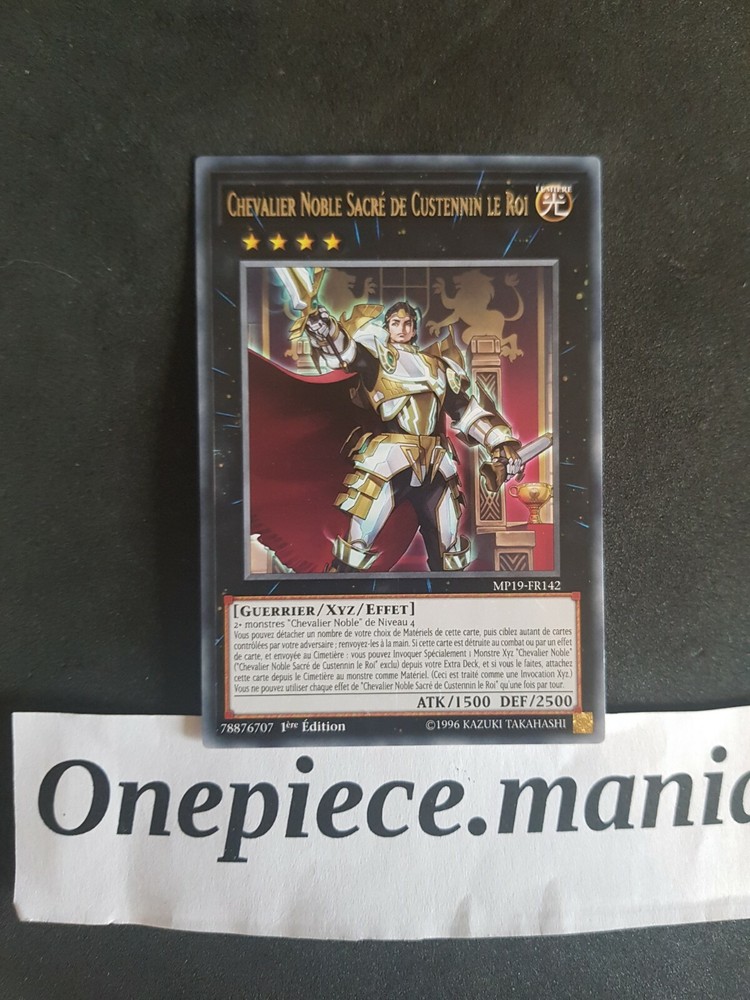 CHEVALIER NOBLE SACRÉ DE CUSTENNIN LE ROI
LUMIÈRE
光
MP19-FR142
[GUERRIER/XYZ/EFFET]
2+ monstres "Chevalier Noble" de Niveau 4
Vous pouvez détacher un nombre de votre choix de Matériels de cette carte, puis ciblez autant de cartes
contrôlées par votre adversaire ; renvoyez-les à la main. Si cette carte est détruite au combat ou par un effet
de carte, et envoyée au Cimetière : vous pouvez Invoquer Spécialement 1 Monstre Xyz "Chevalier Noble"
("Chevalier Noble Sacré de Custennin le Roi" exclu) depuis votre Extra Deck, et si vous le faites, attachez
cette carte depuis le Cimetière au monstre comme Matériel. (Ceci est traité comme une Invocation Xyz.)
Vous ne pouvez utiliser chaque effet de "Chevalier Noble Sacré de Custennin le Roi" qu'une fois par tour.
ATK/1500 DEF/2500
78876707 1ère Édition ©1996 KAZUKI TAKAHASHI
Onepiece.mania